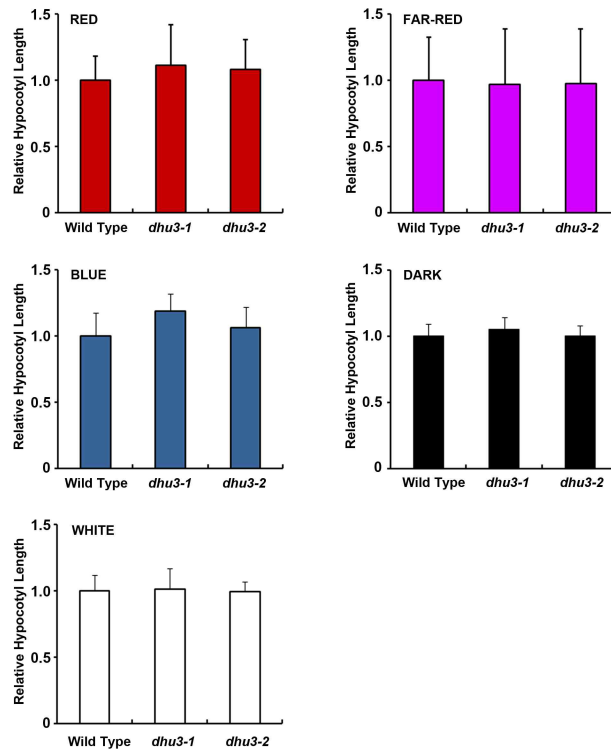 RED
Relative Hypocotyl Length
1.5
1.0
0.5
0
Wild Type dhu3-1 dhu3-2
FAR-RED
Relative Hypocotyl Length
1.5
1.0
0.5
0
Wild Type dhu3-1 dhu3-2
BLUE
Relative Hypocotyl Length
1.5
1.0
0.5
0
Wild Type dhu3-1 dhu3-2
DARK
Relative Hypocotyl Length
1.5
1.0
0.5
0
Wild Type dhu3-1 dhu3-2
WHITE
Relative Hypocotyl Length
1.5
1.0
0.5
0
Wild Type dhu3-1 dhu3-2